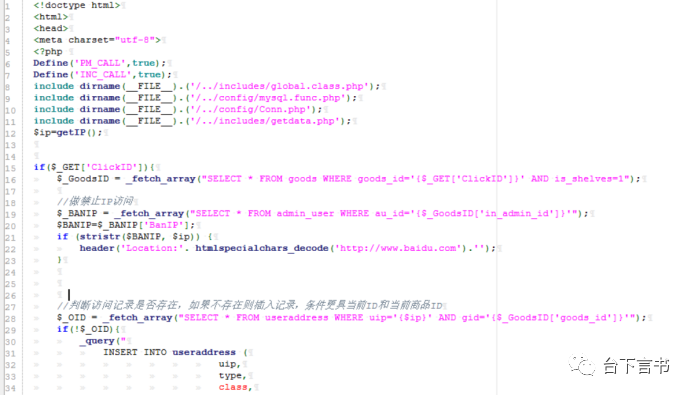 1 <!doctype html>
2 <html>
3 <head>
4 <meta charset="utf-8">
5 <?php
6 Define('PM_CALL',true);
7 Define('INC_CALL',true);
8 include dirname(__FILE__).('/../includes/global.class.php');
9 include dirname(__FILE__).('/../config/mysql.func.php');
10 include dirname(__FILE__).('/../config/Conn.php');
11 include dirname(__FILE__).('/../includes/getdata.php');
12 $ip=getIP();
13
14
15 if($_GET['ClickID']){
16 $_GoodsID = _fetch_array("SELECT * FROM goods WHERE goods_id='{$_GET['ClickID']}' AND is_shelves=1");
17
18 //做禁止IP访问
19 $_BANIP = _fetch_array("SELECT * FROM admin_user WHERE au_id='{$_GoodsID['in_admin_id']}'");
20 $BANIP=$_BANIP['BanIP'];
21 if (stristr($BANIP, $ip)) {
22 header('Location:'. htmlspecialchars_decode('http://www.baidu.com').'');
23 }
24
25
26
27 //判断访问记录是否存在，如果不存在则插入记录，条件更具当前ID和当前商品ID
28 $_OID = _fetch_array("SELECT * FROM useraddress WHERE uip='{$ip}' AND gid='{$_GoodsID['goods_id']}'");
29 if(!$_OID){
30 _query("
31 INSERT INTO useraddress (
32 uip,
33 type,
34 class,
台下言书